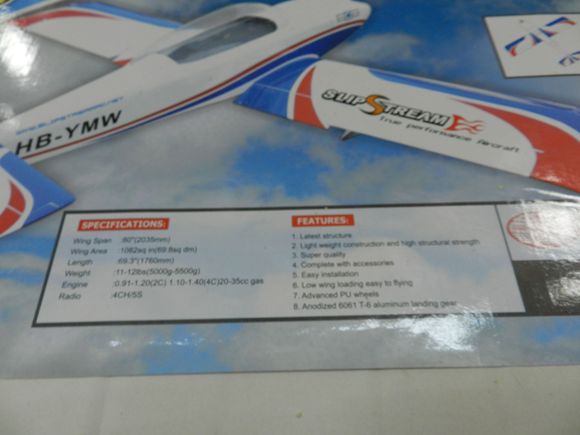 WWW.SLIPSTREAMRC.NET
HB-YMW
SLIPSTREAM
True performance Aircraft
SPECIFICATIONS:
Wing Span :80"(2035mm)
Wing Area :1082sq in(69.8sq dm)
Length :69.3"(1760mm)
Weight :11-12lbs(5000g-5500g)
Engine :0.91-1.20(2C) 1.10-1.40(4C)20-35cc gas
Radio :4CH/5S
FEATURES:
1. Latest structure
2. Light weight construction and high structural strength
3. Super quality
4. Complete with accessories
5. Easy installation
6. Low wing loading easy to flying
7. Advanced PU wheels
8. Anodized 6061 T-6 aluminum landing gear